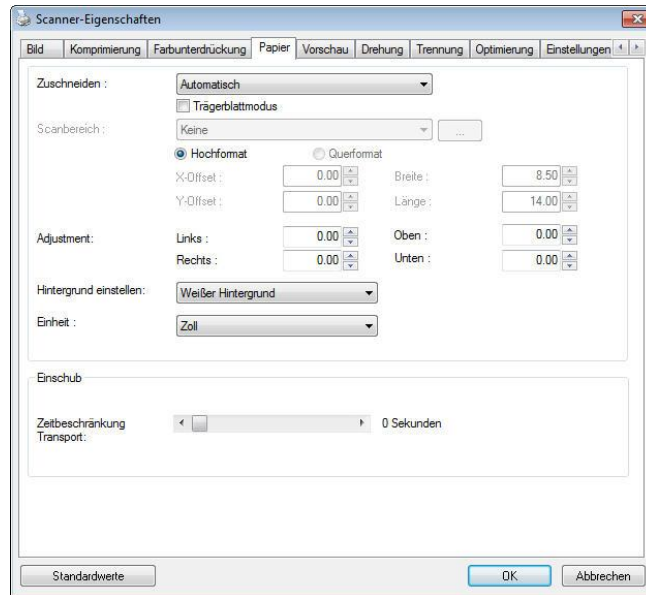 Scanner-Eigenschaften
Bild Komprimierung Farbunterdrückung Papier Vorschau Drehung Trennung Optimierung Einstellungen
Zuschneiden : Automatisch
Trägerblattmodus
Scanbereich : Keine ...
Hochformat Querformat
X-Offset : 0.00 Breite : 8.50
Y-Offset : 0.00 Länge : 14.00
Adjustment: Links : 0.00 Oben : 0.00
Rechts : 0.00 Unten : 0.00
Hintergrund einstellen: Weißer Hintergrund
Einheit : Zoll
Einschub
Zeitbeschränkung
Transport: 0 Sekunden
Standardwerte OK Abbrechen